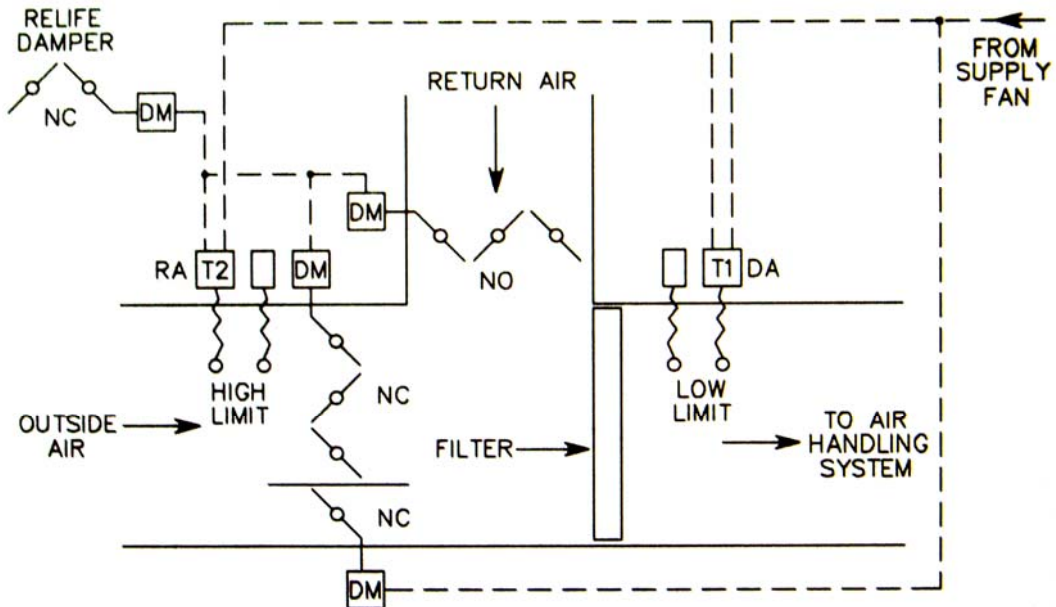 RELIFE
DAMPER
NC
DM
RETURN AIR
FROM
SUPPLY
FAN
DM
RA
T2
DM
NO
T1
DA
HIGH
LIMIT
NC
LOW
LIMIT
OUTSIDE
AIR
FILTER
TO AIR
HANDLING
SYSTEM
NC
DM